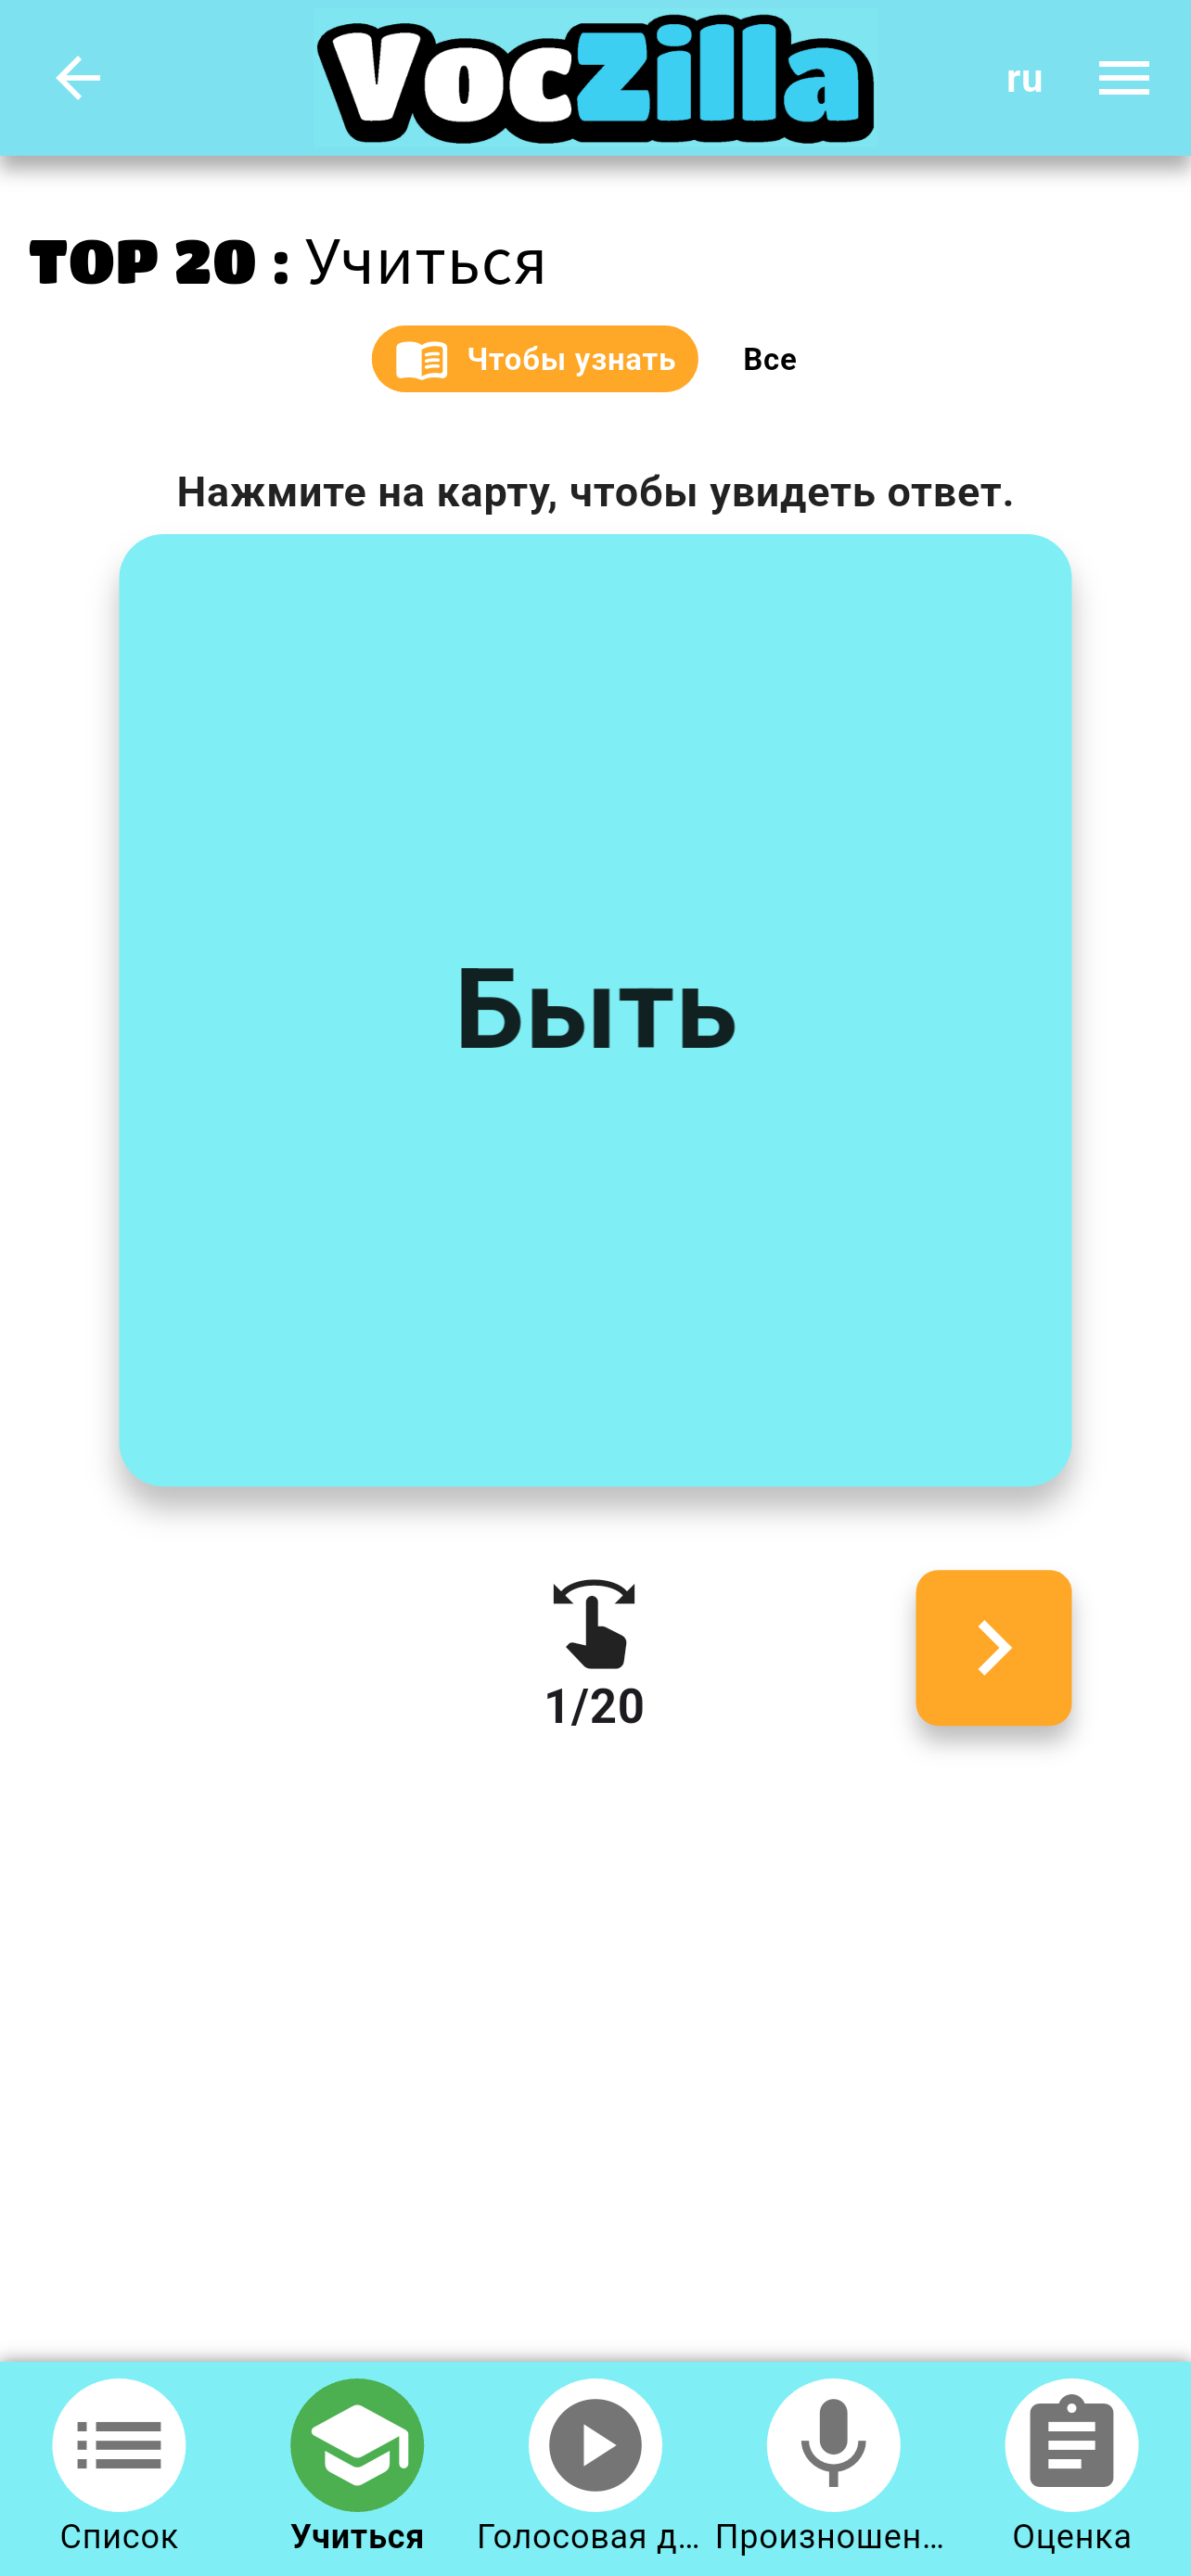 VocZilla
ru
TOP 20 : Учиться
Чтобы узнать
Все
Нажмите на карту, чтобы увидеть ответ.
Быть
1/20
Список
Учиться
Голосовая д...
Произношен...
Оценка